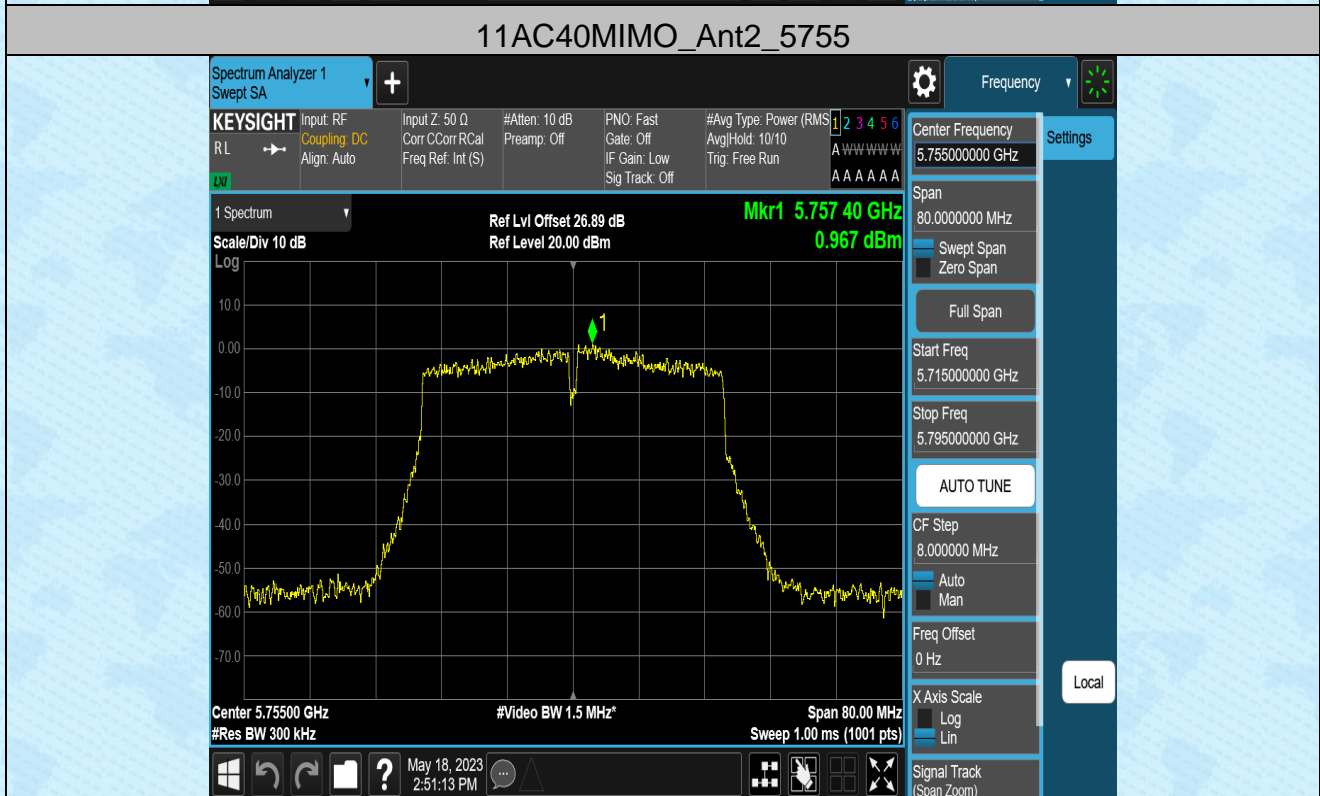 11AC40MIMO_Ant2_5755
Spectrum Analyzer 1
Swept SA
Frequency
KEYSIGHT
RL
LXI
Input: RF
Coupling: DC
Align: Auto
Input Z: 50 Ω
Corr CCorr RCal
Freq Ref: Int (S)
#Atten: 10 dB
Preamp: Off
PNO: Fast
Gate: Off
IF Gain: Low
Sig Track: Off
#Avg Type: Power (RMS
Avg|Hold: 10/10
Trig: Free Run
1 2 3 4 5 6
A W W W W W
A A A A A A
1 Spectrum
Scale/Div 10 dB
Log
Ref Lvl Offset 26.89 dB
Ref Level 20.00 dBm
Mkr1 5.757 40 GHz
0.967 dBm
10.0
0.00
-10.0
-20.0
-30.0
-40.0
-50.0
-60.0
-70.0
1
Center 5.75500 GHz
#Res BW 300 kHz
#Video BW 1.5 MHz*
Span 80.00 MHz
Sweep 1.00 ms (1001 pts)
?
May 18, 2023
2:51:13 PM
Center Frequency
5.755000000 GHz
Settings
Span
80.0000000 MHz
Swept Span
Zero Span
Full Span
Start Freq
5.715000000 GHz
Stop Freq
5.795000000 GHz
AUTO TUNE
CF Step
8.000000 MHz
Auto
Man
Freq Offset
0 Hz
Local
X Axis Scale
Log
Lin
Signal Track
(Span Zoom)